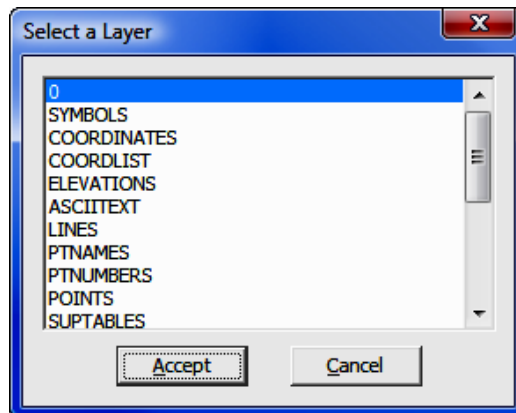 Select a Layer
0
SYMBOLS
COORDINATES
COORDLIST
ELEVATIONS
ASCIITEXT
LINES
PTNAMES
PTNUMBERS
POINTS
SUPTABLES
Accept Cancel